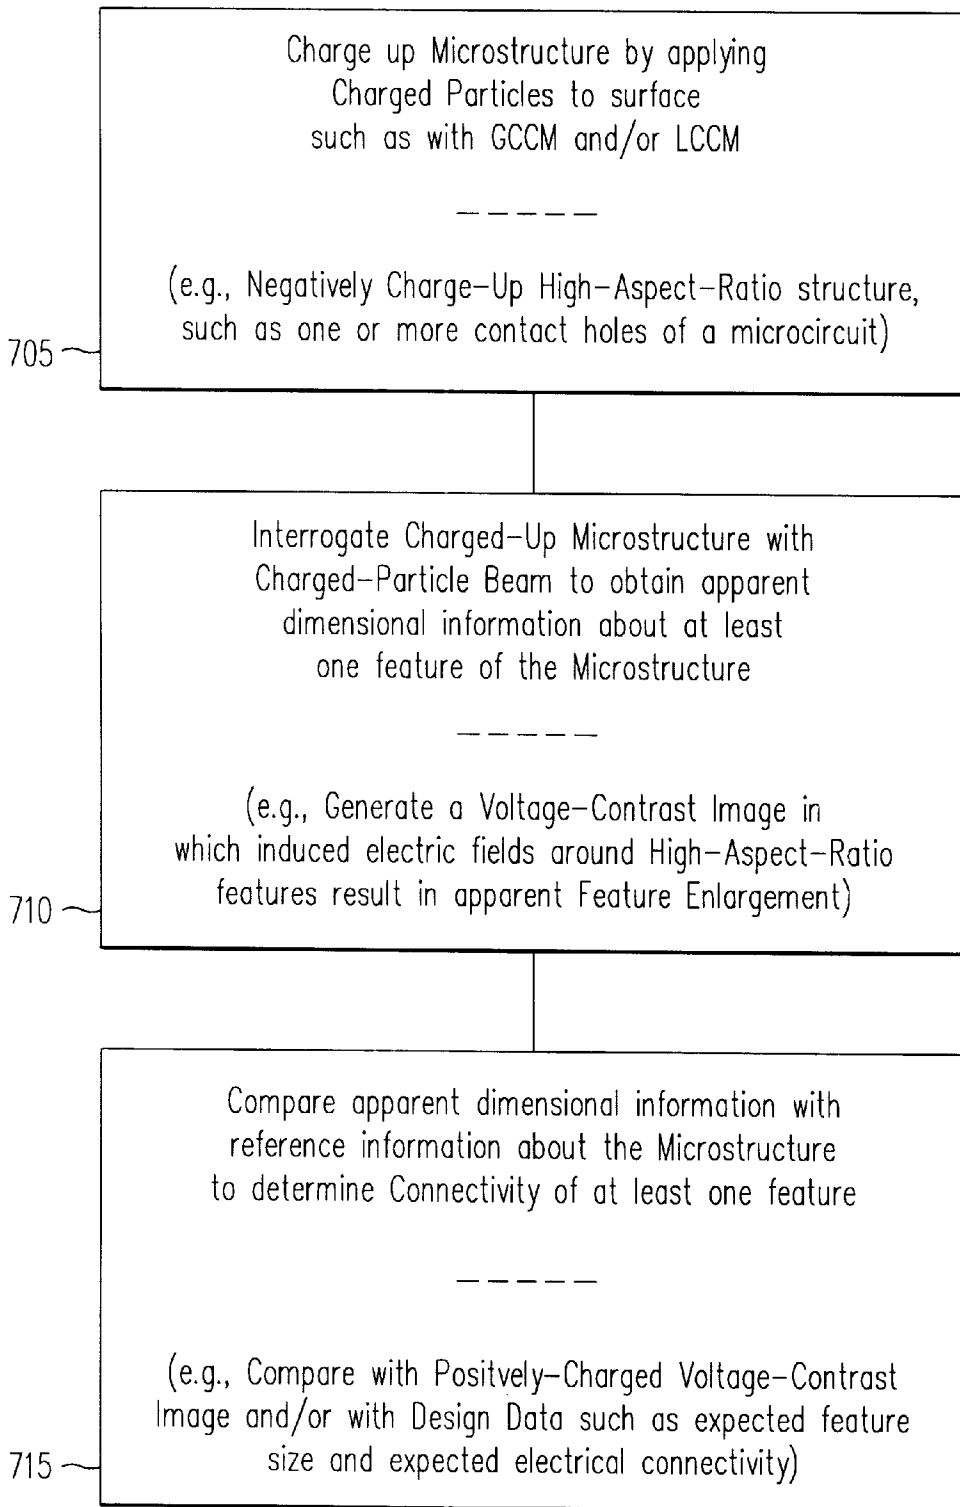 Charge up Microstructure by applying
Charged Particles to surface
such as with GCCM and/or LCCM
- - - - -
(e.g., Negatively Charge-Up High-Aspect-Ratio structure,
such as one or more contact holes of a microcircuit)
705
Interrogate Charged-Up Microstructure with
Charged-Particle Beam to obtain apparent
dimensional information about at least
one feature of the Microstructure
- - - - -
(e.g., Generate a Voltage-Contrast Image in
which induced electric fields around High-Aspect-Ratio
features result in apparent Feature Enlargement)
710
Compare apparent dimensional information with
reference information about the Microstructure
to determine Connectivity of at least one feature
- - - - -
(e.g., Compare with Positvely-Charged Voltage-Contrast
Image and/or with Design Data such as expected feature
size and expected electrical connectivity)
715